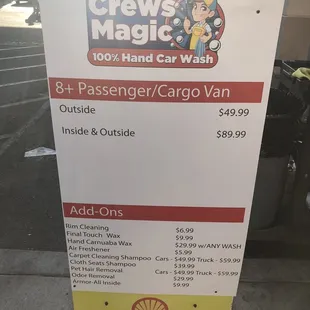 Crews
Magic
100% Hand Car Wash
8+ Passenger/Cargo Van
Outside $49.99
Inside & Outside $89.99
Add-Ons
Rim Cleaning $6.99
Final Touch Wax $9.99
Hand Carnuaba Wax $29.99 w/ANY WASH
Air Freshener $5.99
Carpet Cleaning Shampoo Cars - $49.99 Truck - $59.99
Cloth Seats Shampoo $39.99
Pet Hair Removal Cars - $49.99 Truck - $59.99
Odor Removal $29.99
Armor-All Inside $9.99